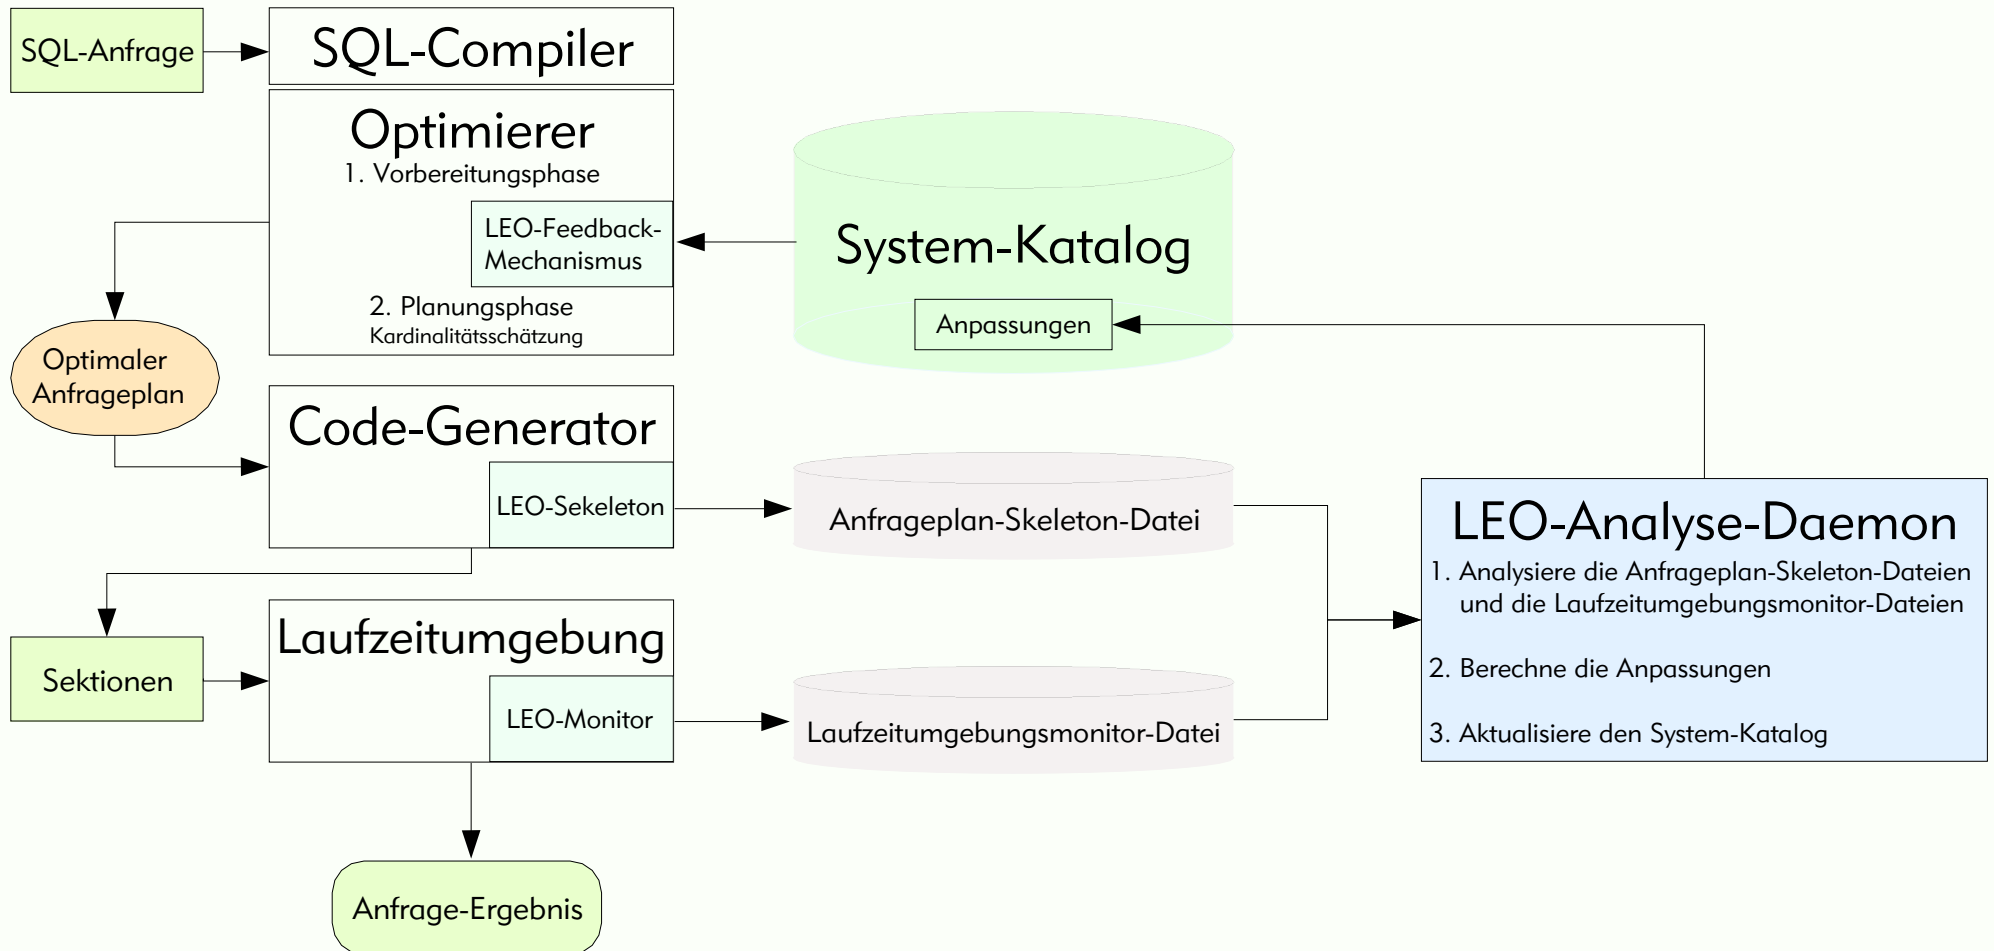 SQL-Anfrage
SQL-Compiler
Optimierer
1. Vorbereitungsphase
LEO-Feedback-
Mechanismus
2. Planungsphase
Kardinalitätsschätzung
System-Katalog
Anpassungen
Optimaler
Anfrageplan
Code-Generator
LEO-Sekeleton
Anfrageplan-Skeleton-Datei
LEO-Analyse-Daemon
1. Analysiere die Anfrageplan-Skeleton-Dateien
und die Laufzeitumgebungsmonitor-Dateien
2. Berechne die Anpassungen
3. Aktualisiere den System-Katalog
Sektionen
Laufzeitumgebung
LEO-Monitor
Laufzeitumgebungsmonitor-Datei
Anfrage-Ergebnis